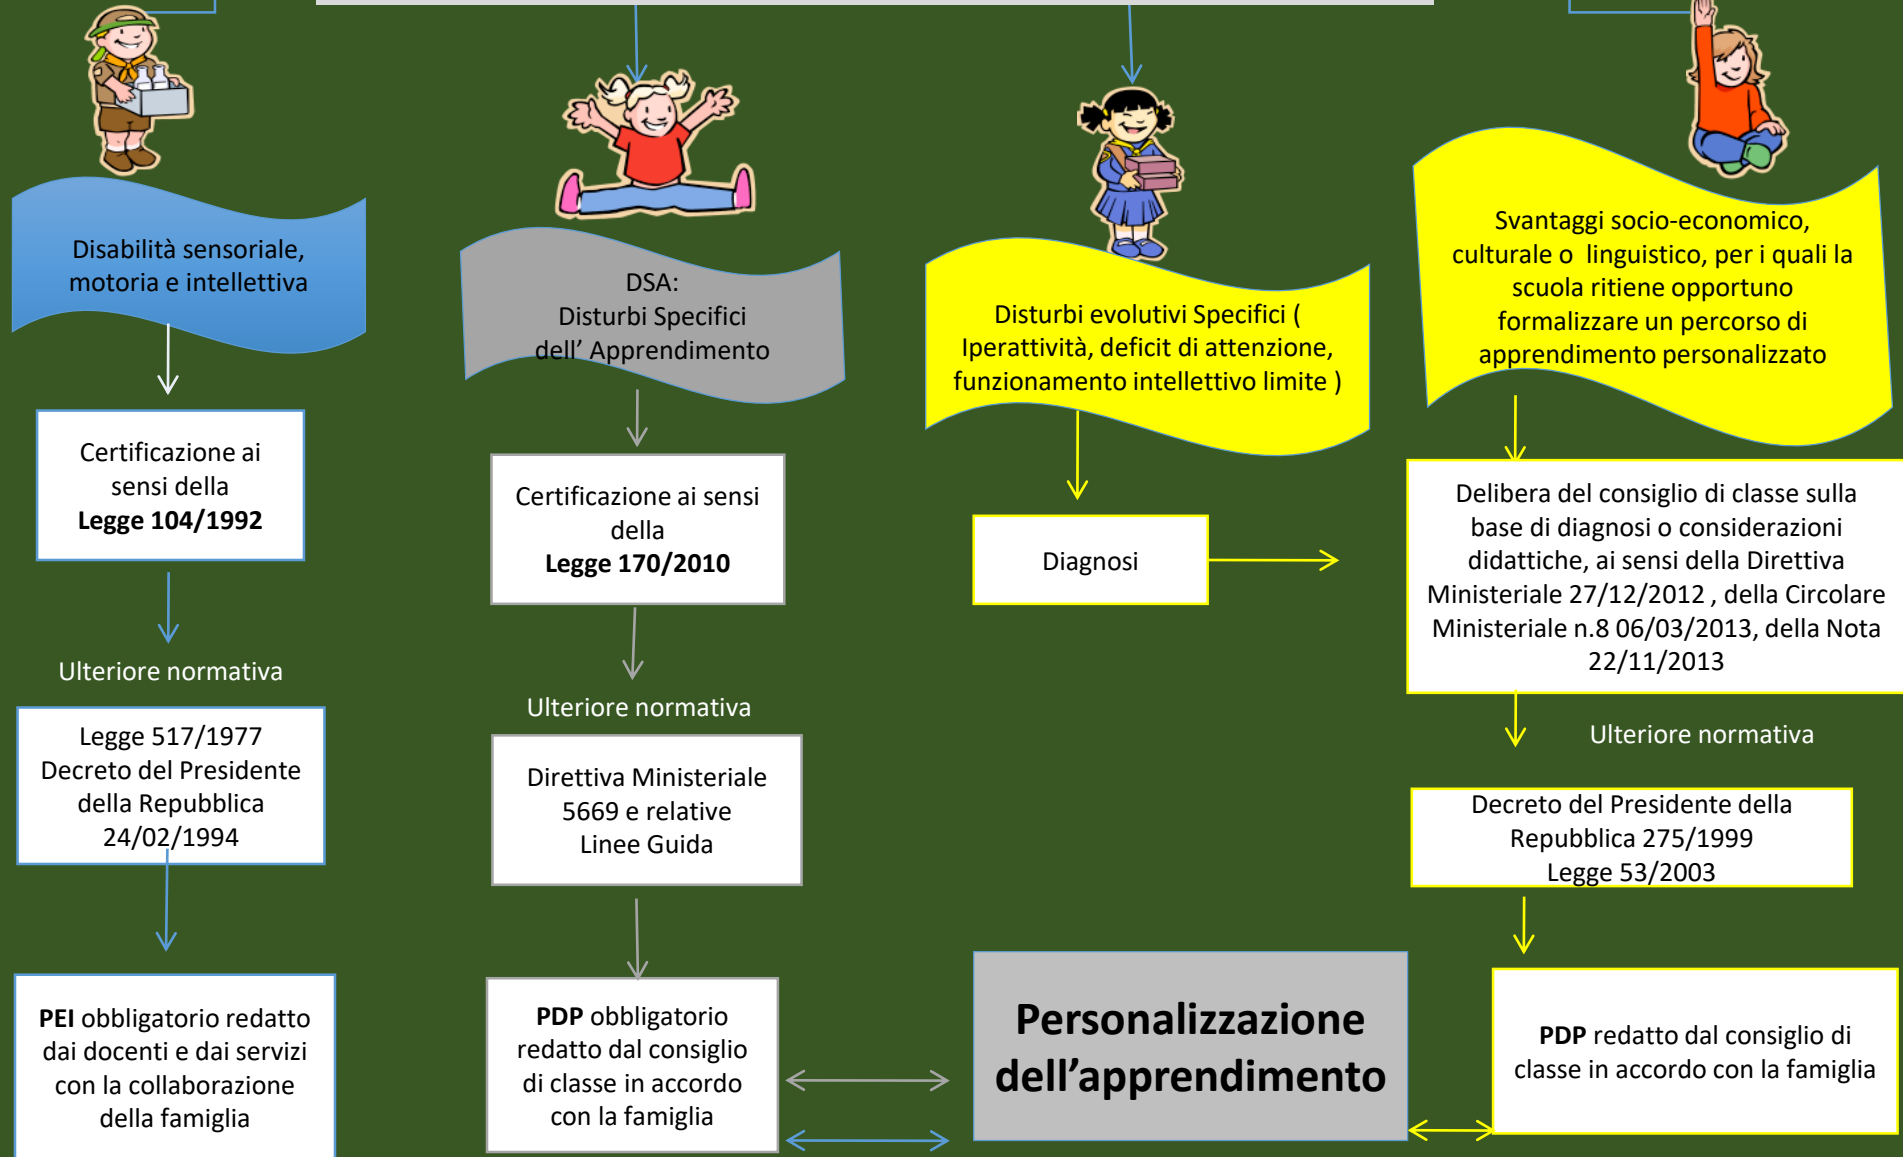 Disabilità sensoriale,
motoria e intellettiva
Certificazione ai
sensi della
Legge 104/1992
Ulteriore normativa
Legge 517/1977
Decreto del Presidente
della Repubblica
24/02/1994
PEI obbligatorio redatto
dai docenti e dai servizi
con la collaborazione
della famiglia
DSA:
Disturbi Specifici
dell’ Apprendimento
Certificazione ai sensi
della
Legge 170/2010
Ulteriore normativa
Direttiva Ministeriale
5669 e relative
Linee Guida
PDP obbligatorio
redatto dal consiglio
di classe in accordo
con la famiglia
Disturbi evolutivi Specifici (
Iperattività, deficit di attenzione,
funzionamento intellettivo limite )
Diagnosi
Personalizzazione
dell’apprendimento
Svantaggi socio-economico,
culturale o linguistico, per i quali la
scuola ritiene opportuno
formalizzare un percorso di
apprendimento personalizzato
Delibera del consiglio di classe sulla
base di diagnosi o considerazioni
didattiche, ai sensi della Direttiva
Ministeriale 27/12/2012 , della Circolare
Ministeriale n.8 06/03/2013, della Nota
22/11/2013
Ulteriore normativa
Decreto del Presidente della
Repubblica 275/1999
Legge 53/2003
PDP redatto dal consiglio di
classe in accordo con la famiglia